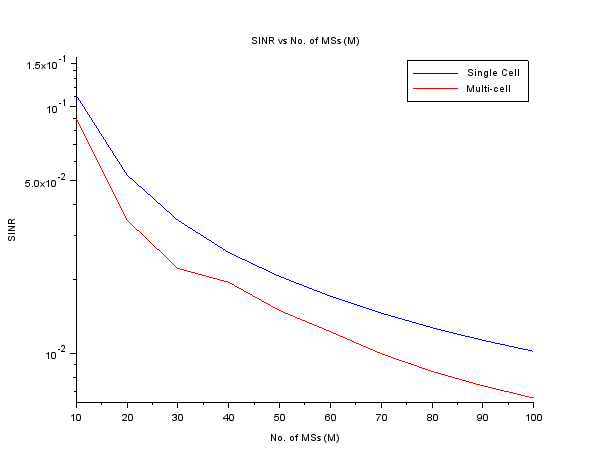 SINR vs No. of MSs (M)
1.5x10^-1
10^-1
5.0x10^-2
10^-2
SINR
Single Cell
Multi-cell
10 20 30 40 50 60 70 80 90 100
No. of MSs (M)